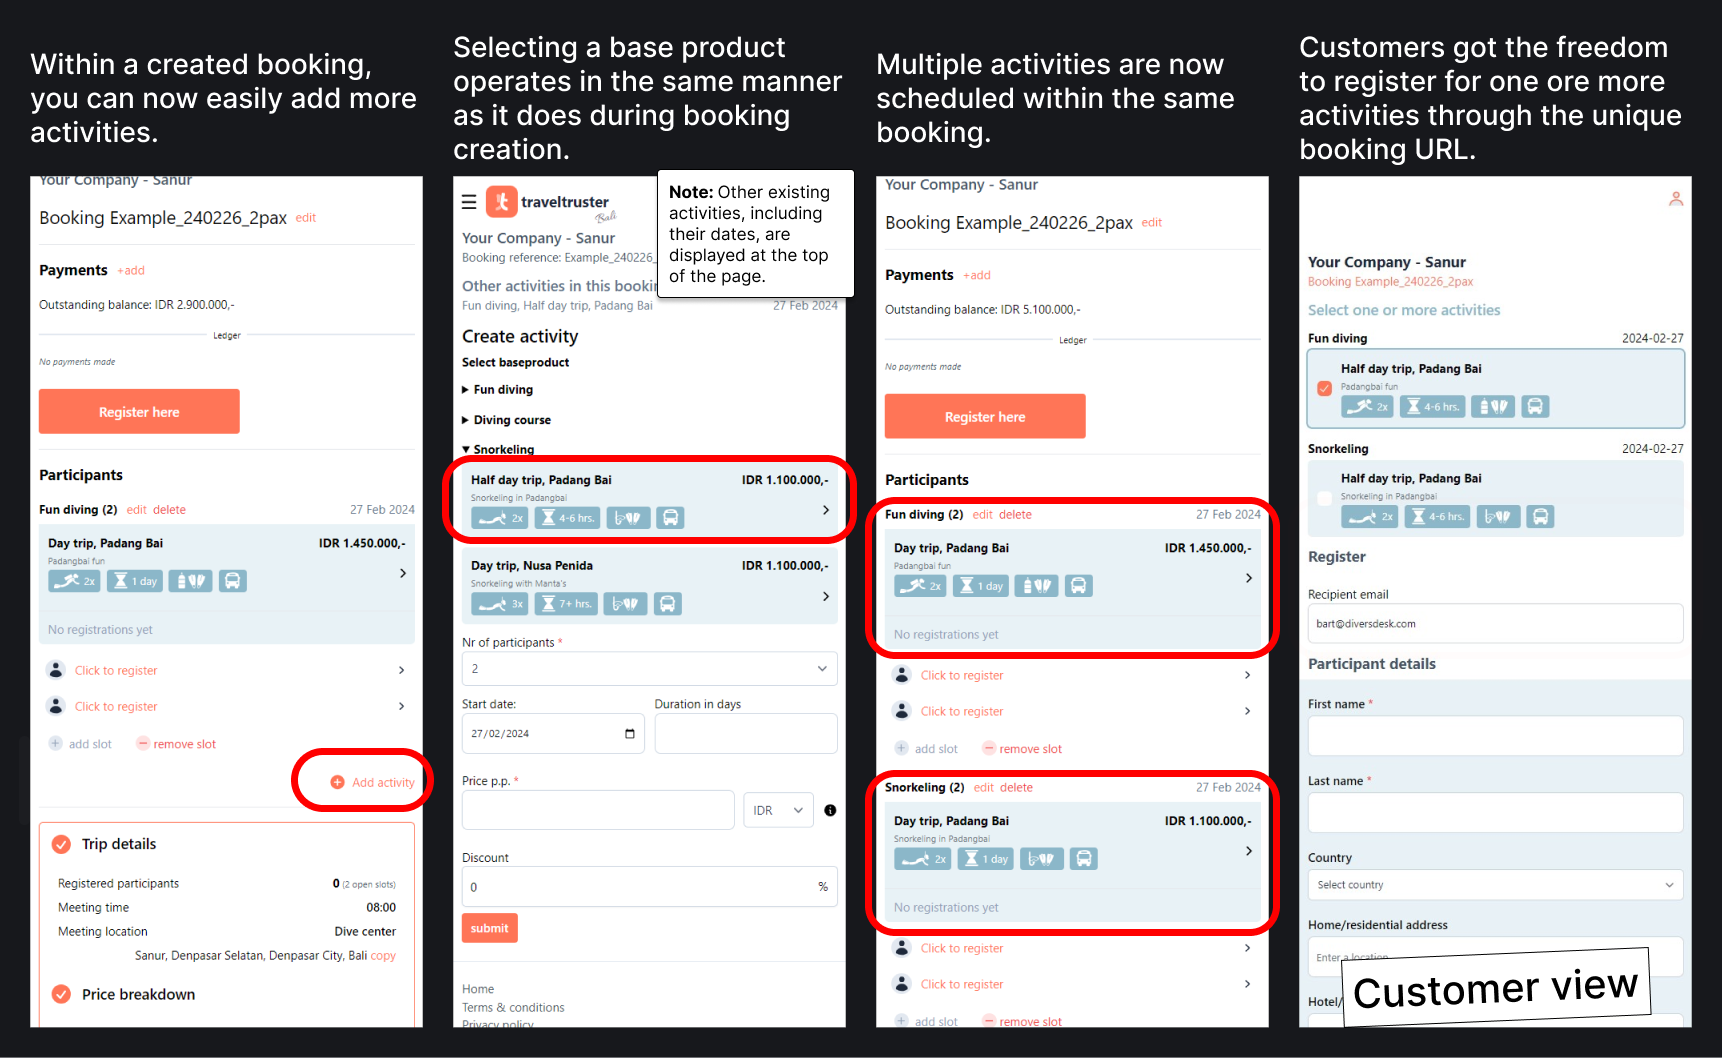 Within a created booking,
you can now easily add more
activities.
Your Company - Sanur
Booking Example_240226_2pax edit
Payments +add
Outstanding balance: IDR 2.900.000,-
Ledger
No payments made
Register here
Participants
Fun diving (2) edit delete 27 Feb 2024
Day trip, Padang Bai IDR 1.450.000,-
Padangbai fun
2x 1 day
No registrations yet
Click to register
Click to register
add slot remove slot
Add activity
Trip details
Registered participants 0 (2 open slots)
Meeting time 08:00
Meeting location Dive center
Sanur, Denpasar Selatan, Denpasar City, Bali copy
Price breakdown
Selecting a base product
operates in the same manner
as it does during booking
creation.
traveltruster
Bali
Your Company - Sanur
Booking reference: Example_240226_
Note: Other existing
activities, including
their dates, are
displayed at the top
of the page.
Other activities in this bookin
Fun diving, Half day trip, Padang Bai 27 Feb 2024
Create activity
Select baseproduct
Fun diving
Diving course
Snorkeling
Half day trip, Padang Bai IDR 1.100.000,-
Snorkeling in Padangbai
2x 4-6 hrs.
Day trip, Nusa Penida IDR 1.100.000,-
Snorkeling with Manta's
3x 7+ hrs.
Nr of participants *
2
Start date: Duration in days
27/02/2024
Price p.p. *
IDR
Discount
0 %
submit
Home
Terms & conditions
Privacy policy
Multiple activities are now
scheduled within the same
booking.
Your Company - Sanur
Booking Example_240226_2pax edit
Payments +add
Outstanding balance: IDR 5.100.000,-
Ledger
No payments made
Register here
Participants
Fun diving (2) edit delete 27 Feb 2024
Day trip, Padang Bai IDR 1.450.000,-
Padangbai fun
2x 1 day
No registrations yet
Click to register
Click to register
add slot remove slot
Snorkeling (2) edit delete 27 Feb 2024
Day trip, Padang Bai IDR 1.100.000,-
Snorkeling in Padangbai
2x 1 day
No registrations yet
Click to register
Click to register
add slot remove slot
Customers got the freedom
to register for one ore more
activities through the unique
booking URL.
Your Company - Sanur
Booking Example_240226_2pax
Select one or more activities
Fun diving 2024-02-27
Half day trip, Padang Bai
Padangbai fun
2x 4-6 hrs.
Snorkeling 2024-02-27
Half day trip, Padang Bai
Snorkeling in Padangbai
2x 4-6 hrs.
Register
Recipient email
bart@diversdesk.com
Participant details
First name *
Last name *
Country
Select country
Home/residential address
Enter a location
Hotel/
Customer view